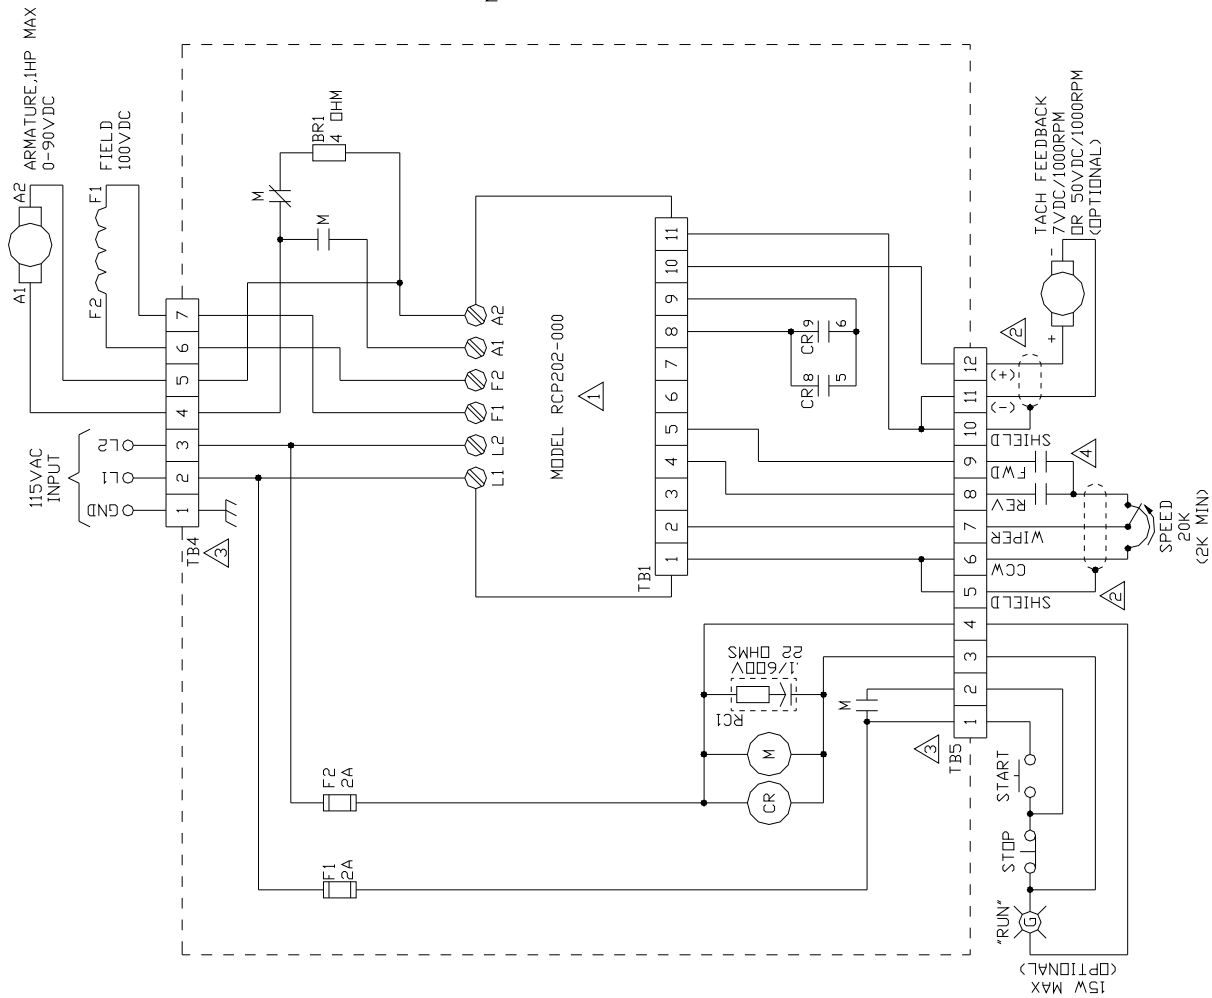 ARMATURE,1HP MAX
0-90VDC
A1
A2
FIELD
100VDC
F2
F1
115VAC
INPUT
GND
L1
L2
TB4
3
1
2
3
4
5
6
7
M
M
BR1
4 OHM
L1
L2
F1
F2
A1
A2
MODEL RCP202-000
1
TB1
1
2
3
4
5
6
7
8
9
10
11
CR
8
5
CR
9
6
F1
2A
F2
2A
CR
M
RC1
.1/600V
22 OHMS
M
3
TB5
1
2
3
4
5
6
7
8
9
10
11
12
SHIELD
CCW
WIPER
REV
FWD
SHIELD
(-)
(+)
2
4
2
SPEED
20K
(2K MIN)
TACH FEEDBACK
7VDC/1000RPM
OR 50VDC/1000RPM
(OPTIONAL)
+
-
START
STOP
"RUN"
G
15W MAX
(OPTIONAL)